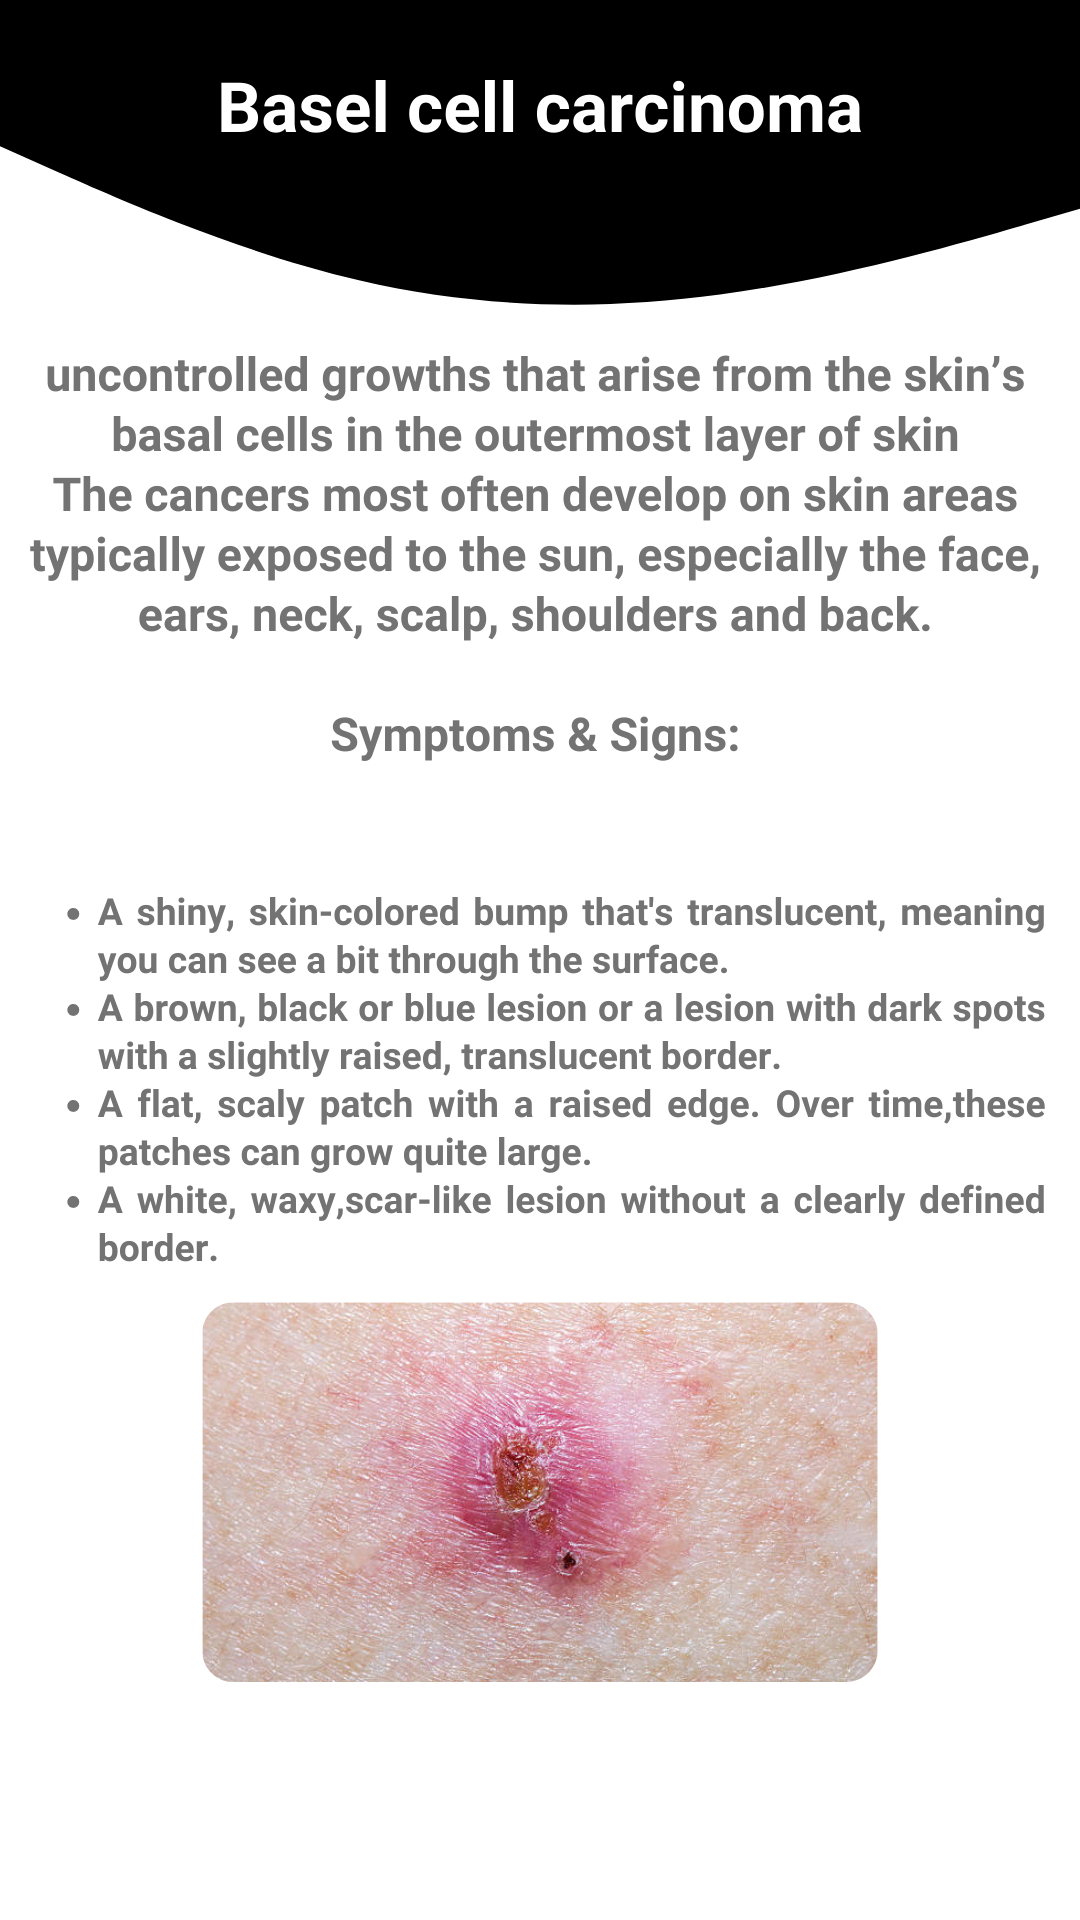 Basel cell carcinoma
uncontrolled growths that arise from the skin’s
basal cells in the outermost layer of skin
The cancers most often develop on skin areas
typically exposed to the sun, especially the face,
ears, neck, scalp, shoulders and back.
Symptoms & Signs:
• A shiny, skin-colored bump that's translucent, meaning
you can see a bit through the surface.
• A brown, black or blue lesion or a lesion with dark spots
with a slightly raised, translucent border.
• A flat, scaly patch with a raised edge. Over time,these
patches can grow quite large.
• A white, waxy,scar-like lesion without a clearly defined
border.